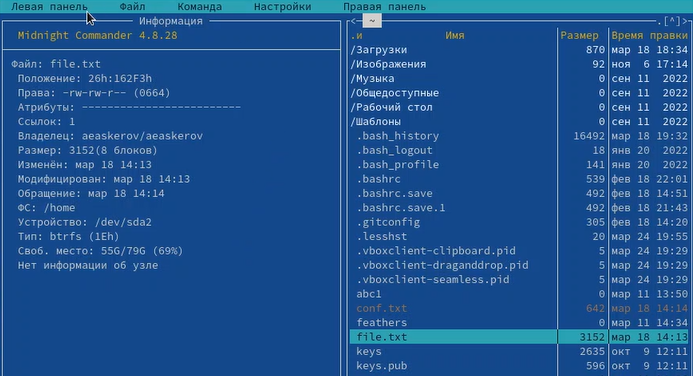 Левая панель Файл Команда Настройки Правая панель
Информация
Midnight Commander 4.8.28
Файл: file.txt
Положение: 26h:162F3h
Права: -rw-rw-r-- (0664)
Атрибуты: ------------------------
Ссылок: 1
Владелец: aeaskerov/aeaskerov
Размер: 3152(8 блоков)
Изменён: мар 18 14:13
Модифицирован: мар 18 14:13
Обращение: мар 18 14:14
ФС: /home
Устройство: /dev/sda2
Тип: btrfs (1Eh)
Своб. место: 55G/79G (69%)
Нет информации об узле
<─ ~ .[^]>
.и Имя Размер Время правки
/Загрузки 870 мар 18 18:34
/Изображения 92 ноя 6 17:14
/Музыка 0 сен 11 2022
/Общедоступные 0 сен 11 2022
/Рабочий стол 0 сен 11 2022
/Шаблоны 0 сен 11 2022
.bash_history 16492 мар 18 19:32
.bash_logout 18 янв 20 2022
.bash_profile 141 янв 20 2022
.bashrc 539 фев 18 22:01
.bashrc.save 492 фев 18 14:51
.bashrc.save.1 492 фев 18 21:43
.gitconfig 305 фев 18 14:20
.lesshst 20 мар 24 19:55
.vboxclient-clipboard.pid 5 мар 24 19:29
.vboxclient-draganddrop.pid 5 мар 24 19:29
.vboxclient-seamless.pid 5 мар 24 19:29
abc1 0 мар 11 13:50
conf.txt 642 мар 18 14:14
feathers 0 мар 11 14:34
file.txt 3152 мар 18 14:13
keys 2635 окт 9 12:11
keys.pub 596 окт 9 12:11